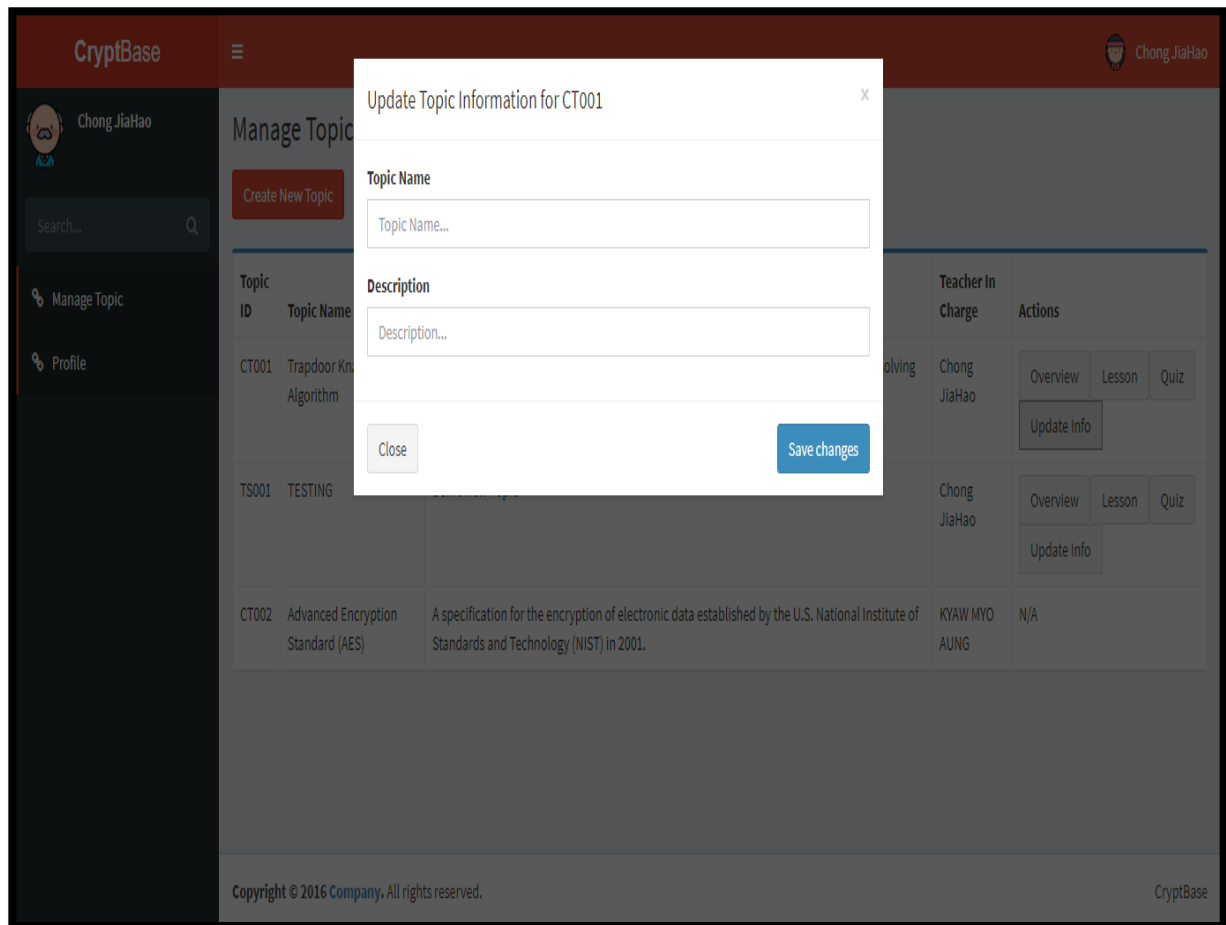 CryptBase
Chong JiaHao
Chong JiaHao
Search...
Manage Topic
Profile
Manage Topic
Create New Topic
Update Topic Information for CT001
x
Topic Name
Topic Name...
Description
Description...
Close
Save changes
Topic ID
Topic Name
Teacher In Charge
Actions
CT001
Trapdoor
Algorithm
olving
Chong
JiaHao
Overview
Lesson
Quiz
Update Info
TS001
TESTING
Chong
JiaHao
Overview
Lesson
Quiz
Update Info
CT002
Advanced Encryption
Standard (AES)
A specification for the encryption of electronic data established by the U.S. National Institute of
Standards and Technology (NIST) in 2001.
KYAW MYO
AUNG
N/A
Copyright © 2016 Company. All rights reserved.
CryptBase